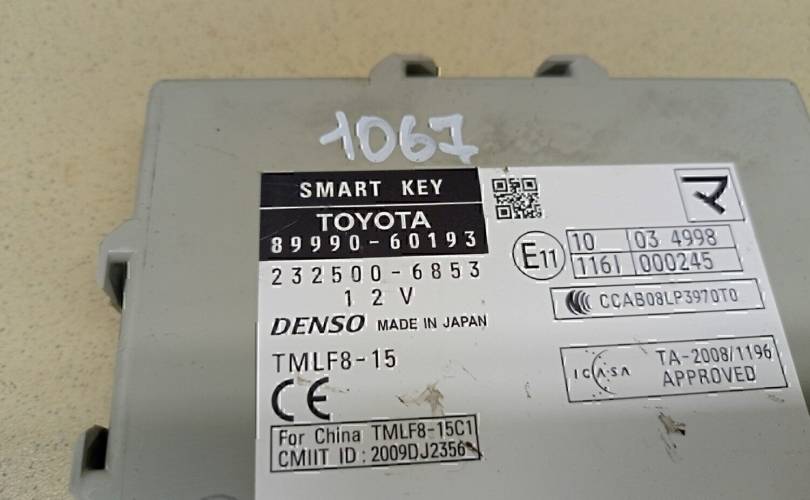 1067
SMART KEY
TOYOTA
89990-60193
232500-6853
12V
DENSO MADE IN JAPAN
TMLF8-15
CE
For China TMLF8-15C1
CMIIT ID : 2009DJ2356
マ
E11
10 03 4998
116I 000245
CCAB08LP3970T0
ICASA
TA-2008/1196
APPROVED